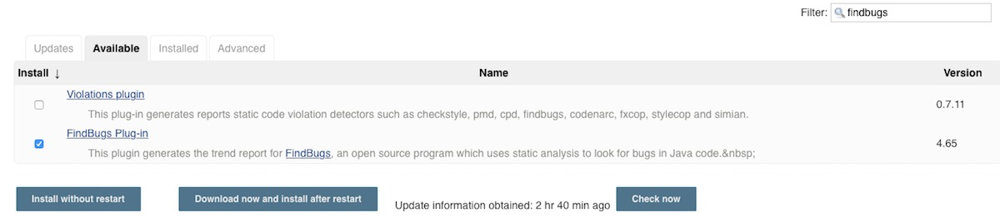 Filter: findbugs
Updates Available Installed Advanced
Install ↓ Name Version
Violations plugin
This plug-in generates reports static code violation detectors such as checkstyle, pmd, cpd, findbugs, codenarc, fxcop, stylecop and simian.
0.7.11
FindBugs Plug-in
This plugin generates the trend report for FindBugs, an open source program which uses static analysis to look for bugs in Java code.&nbsp;
4.65
Install without restart Download now and install after restart Update information obtained: 2 hr 40 min ago Check now